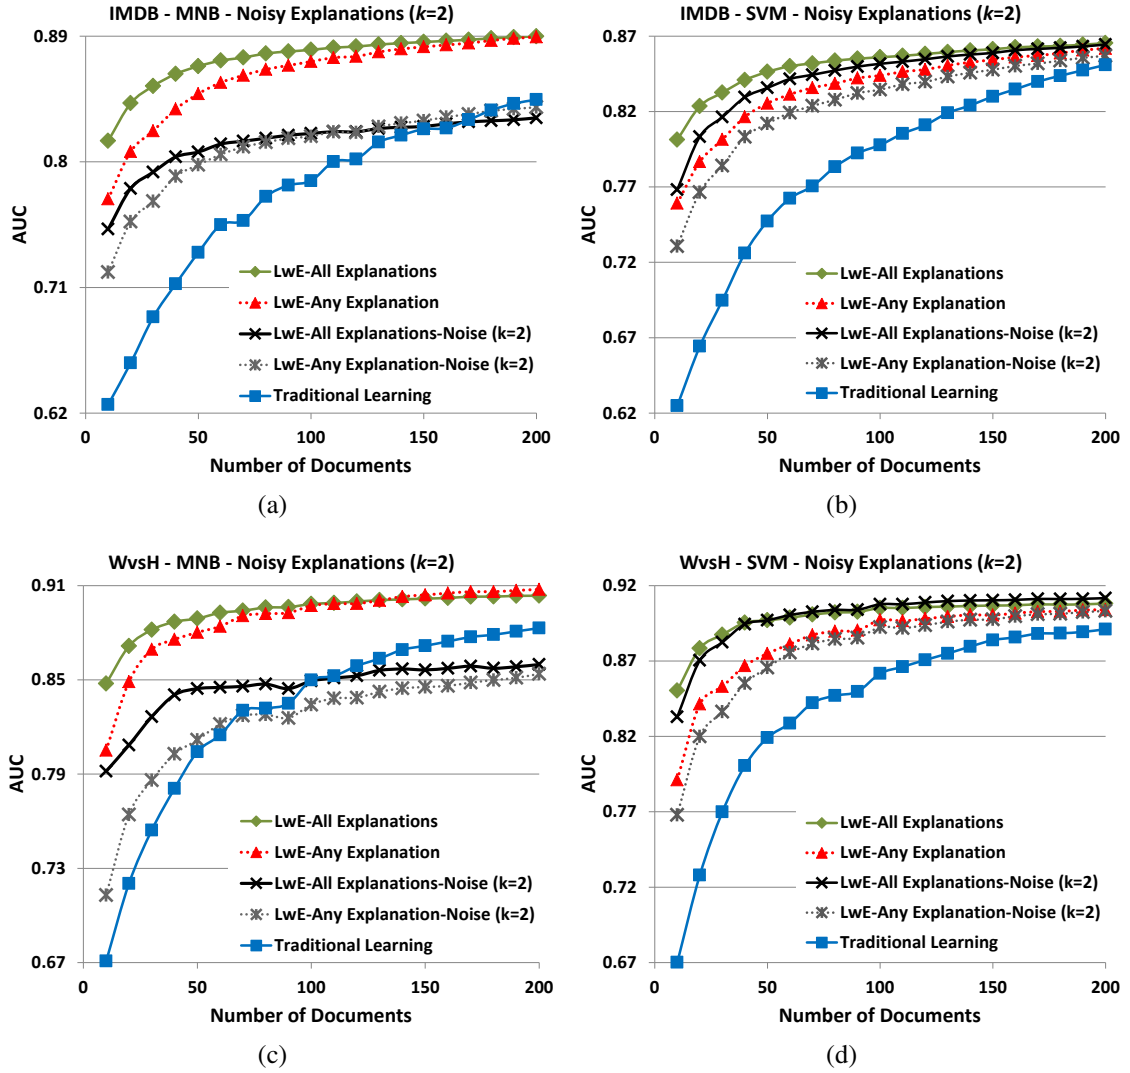 IMDB - MNB - Noisy Explanations (k=2)
0.89
0.8
0.71
0.62
AUC
0 50 100 150 200
Number of Documents
LwE-All Explanations
LwE-Any Explanation
LwE-All Explanations-Noise (k=2)
LwE-Any Explanation-Noise (k=2)
Traditional Learning
(a)
IMDB - SVM - Noisy Explanations (k=2)
0.87
0.82
0.77
0.72
0.67
0.62
AUC
0 50 100 150 200
Number of Documents
LwE-All Explanations
LwE-Any Explanation
LwE-All Explanations-Noise (k=2)
LwE-Any Explanation-Noise (k=2)
Traditional Learning
(b)
WvsH - MNB - Noisy Explanations (k=2)
0.91
0.85
0.79
0.73
0.67
AUC
0 50 100 150 200
Number of Documents
LwE-All Explanations
LwE-Any Explanation
LwE-All Explanations-Noise (k=2)
LwE-Any Explanation-Noise (k=2)
Traditional Learning
(c)
WvsH - SVM - Noisy Explanations (k=2)
0.92
0.87
0.82
0.77
0.72
0.67
AUC
0 50 100 150 200
Number of Documents
LwE-All Explanations
LwE-Any Explanation
LwE-All Explanations-Noise (k=2)
LwE-Any Explanation-Noise (k=2)
Traditional Learning
(d)